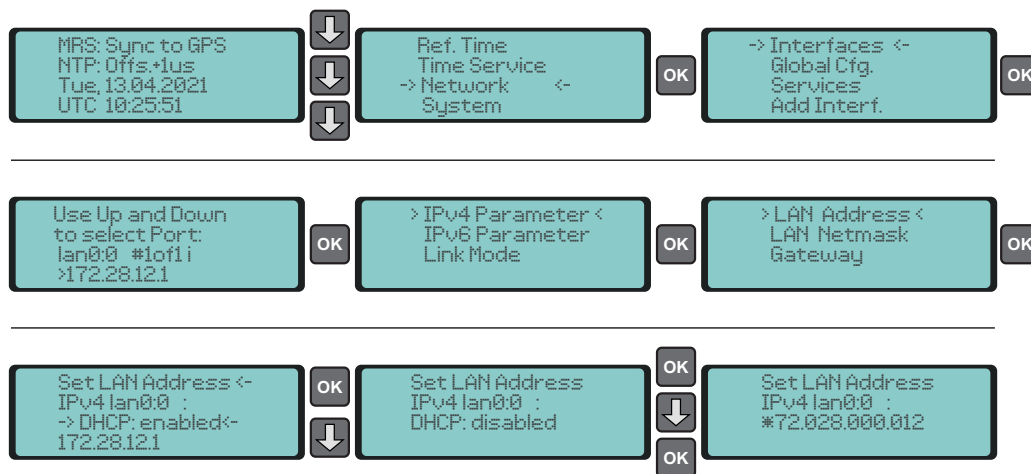 MRS: Sync to GPS
NTP: Offs.+1us
Tue, 13.04.2021
UTC 10:25:51
Ref. Time
Time Service
-> Network <-
System
OK
-> Interfaces <-
Global Cfg.
Services
Add Interf.
OK
Use Up and Down
to select Port:
lan0:0 #1of1 i
>172.28.12.1
OK
> IPv4 Parameter <
IPv6 Parameter
Link Mode
OK
> LAN Address <
LAN Netmask
Gateway
OK
Set LAN Address <-
IPv4 lan0:0 :
-> DHCP: enabled<-
172.28.12.1
OK
Set LAN Address
IPv4 lan0:0 :
DHCP: disabled
OK
OK
Set LAN Address
IPv4 lan0:0 :
*72.028.000.012